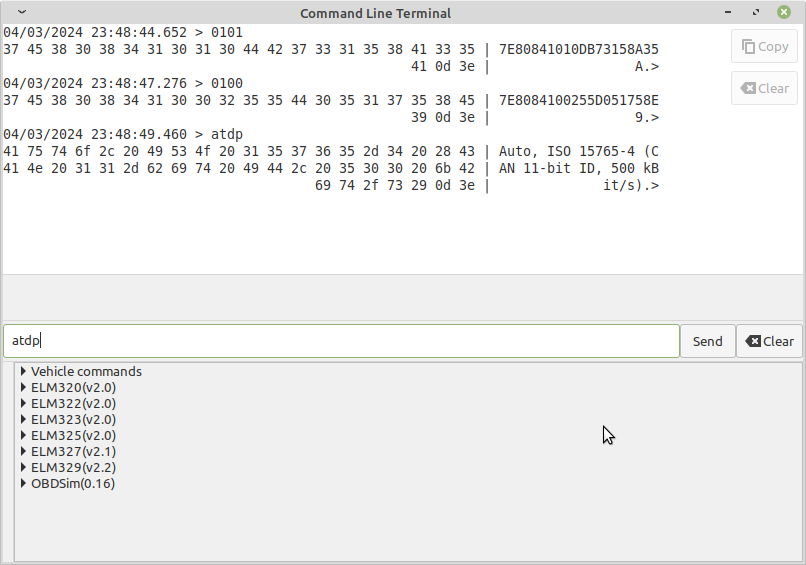 Command Line Terminal
04/03/2024 23:48:44.652 > 0101
37 45 38 30 38 34 31 30 31 30 44 42 37 33 31 35 38 41 33 35 | 7E80841010DB73158A35
41 0d 3e | A.>
04/03/2024 23:48:47.276 > 0100
37 45 38 30 38 34 31 30 30 32 35 35 44 30 35 31 37 35 38 45 | 7E8084100255D051758E
39 0d 3e | 9.>
04/03/2024 23:48:49.460 > atdp
41 75 74 6f 2c 20 49 53 4f 20 31 35 37 36 35 2d 34 20 28 43 | Auto, ISO 15765-4 (C
41 4e 20 31 31 2d 62 69 74 20 49 44 2c 20 35 30 30 20 6b 42 | AN 11-bit ID, 500 kB
69 74 2f 73 29 0d 3e | it/s).>
Copy
Clear
atdp
Send
Clear
Vehicle commands
ELM320(v2.0)
ELM322(v2.0)
ELM323(v2.0)
ELM325(v2.0)
ELM327(v2.1)
ELM329(v2.2)
OBDSim(0.16)